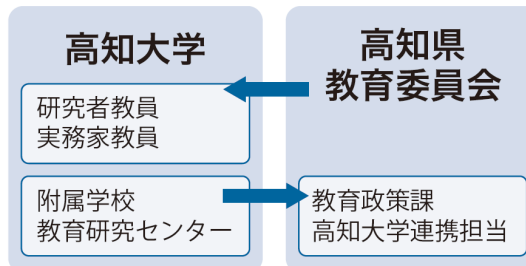 高知大学
研究者教員
実務家教員
附属学校
教育研究センター
高知県
教育委員会
教育政策課
高知大学連携担当